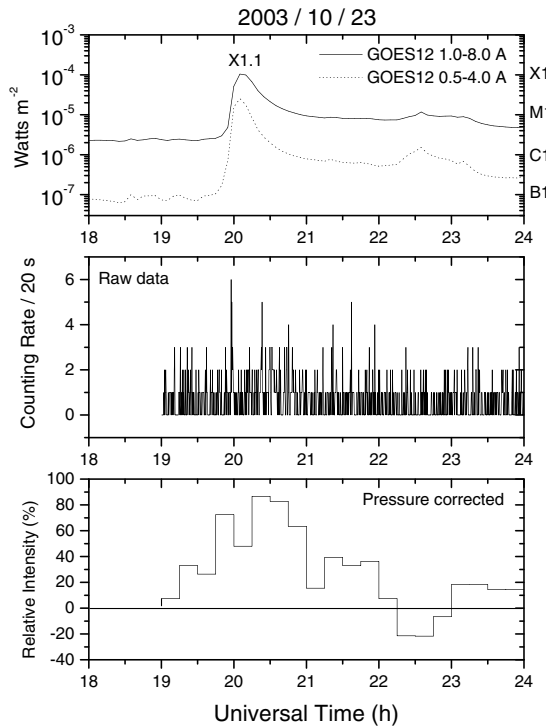 2003 / 10 / 23
X1.1
GOES12 1.0-8.0 A
GOES12 0.5-4.0 A
Watts m-2
10-4
10-5
10-6
10-7
X1
M1
C1
B1
18 19 20 21 22 23 24
Raw data
Counting Rate / 20 s
6
4
2
0
18 19 20 21 22 23 24
Pressure corrected
Relative Intensity (%)
100
80
60
40
20
0
-20
-40
18 19 20 21 22 23 24
Universal Time (h)